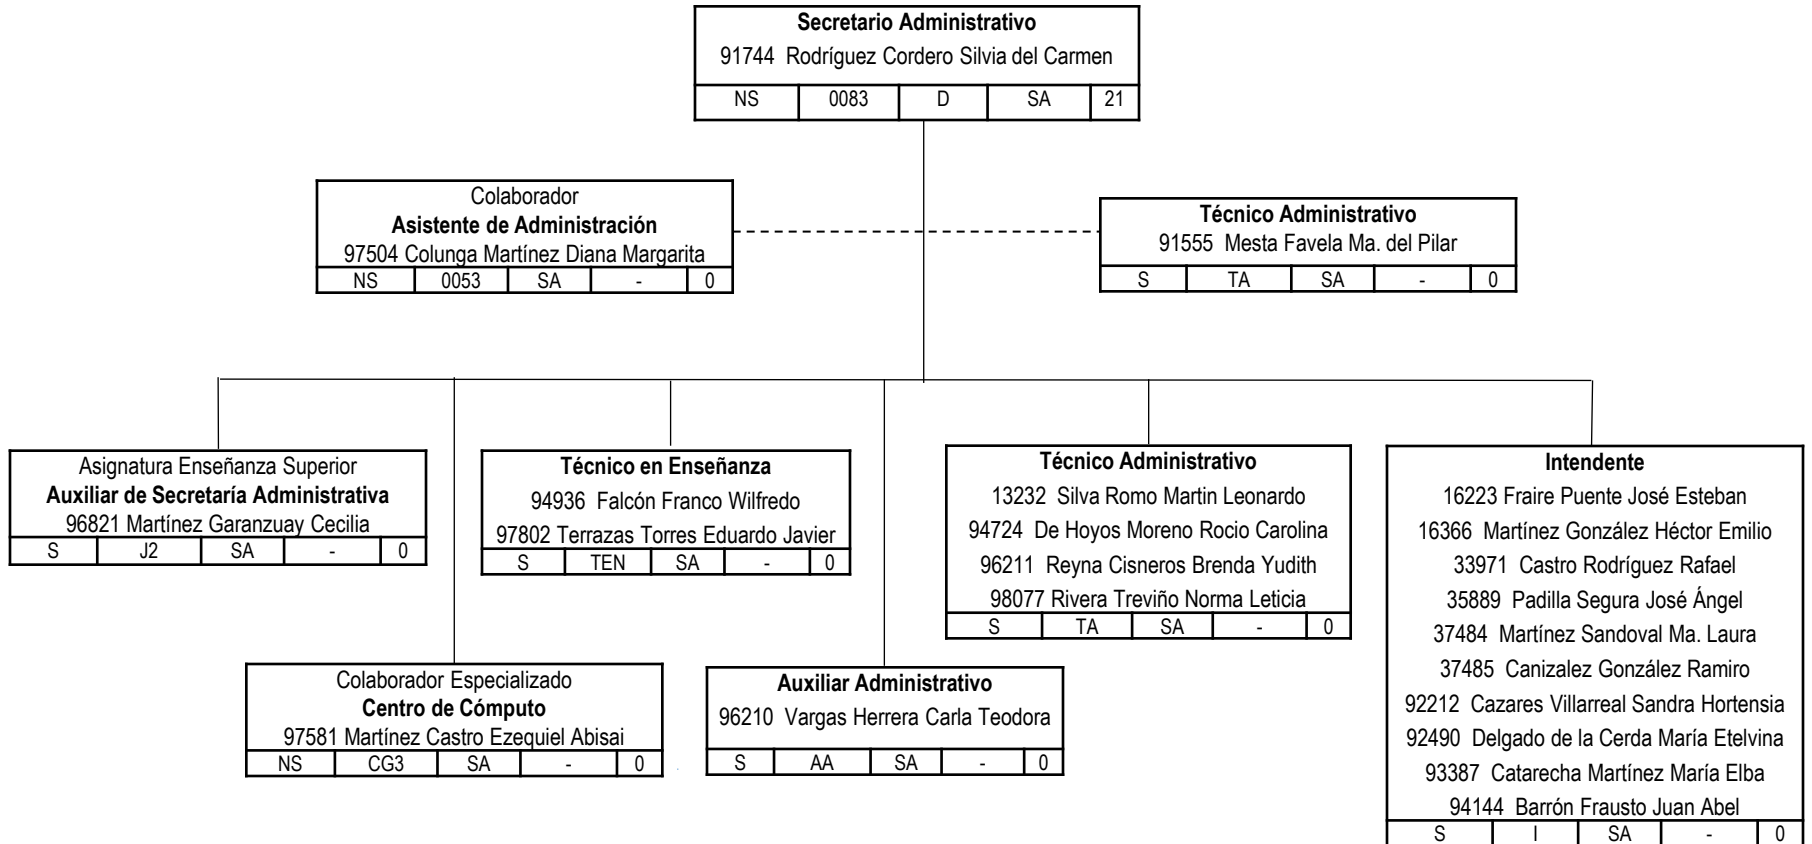 Secretario Administrativo
91744 Rodríguez Cordero Silvia del Carmen
NS 0083 D SA 21
Colaborador
Asistente de Administración
97504 Colunga Martínez Diana Margarita
NS 0053 SA - 0
Técnico Administrativo
91555 Mesta Favela Ma. del Pilar
S TA SA - 0
Asignatura Enseñanza Superior
Auxiliar de Secretaría Administrativa
96821 Martínez Garanzuay Cecilia
S J2 SA - 0
Colaborador Especializado
Centro de Cómputo
97581 Martínez Castro Ezequiel Abisai
NS CG3 SA - 0
Técnico en Enseñanza
94936 Falcón Franco Wilfredo
97802 Terrazas Torres Eduardo Javier
S TEN SA - 0
Auxiliar Administrativo
96210 Vargas Herrera Carla Teodora
S AA SA - 0
Técnico Administrativo
13232 Silva Romo Martin Leonardo
94724 De Hoyos Moreno Rocio Carolina
96211 Reyna Cisneros Brenda Yudith
98077 Rivera Treviño Norma Leticia
S TA SA - 0
Intendente
16223 Fraire Puente José Esteban
16366 Martínez González Héctor Emilio
33971 Castro Rodríguez Rafael
35889 Padilla Segura José Ángel
37484 Martínez Sandoval Ma. Laura
37485 Canizalez González Ramiro
92212 Cazares Villarreal Sandra Hortensia
92490 Delgado de la Cerda María Etelvina
93387 Catarecha Martínez María Elba
94144 Barrón Frausto Juan Abel
S I SA - 0